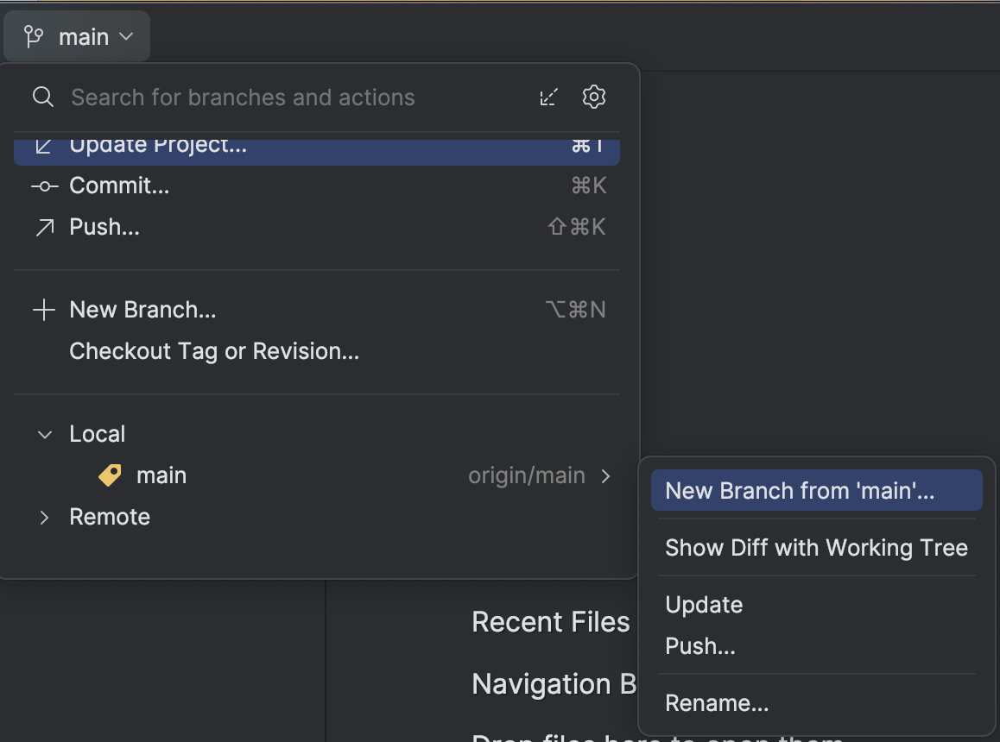 main
Search for branches and actions
Update Project... ⌘T
Commit... ⌘K
Push... ⇧⌘K
New Branch... ⌥⌘N
Checkout Tag or Revision...
Local
main origin/main
New Branch from 'main'...
Remote
Show Diff with Working Tree
Update
Recent Files
Push...
Navigation B
Rename...
Drop files here to open them